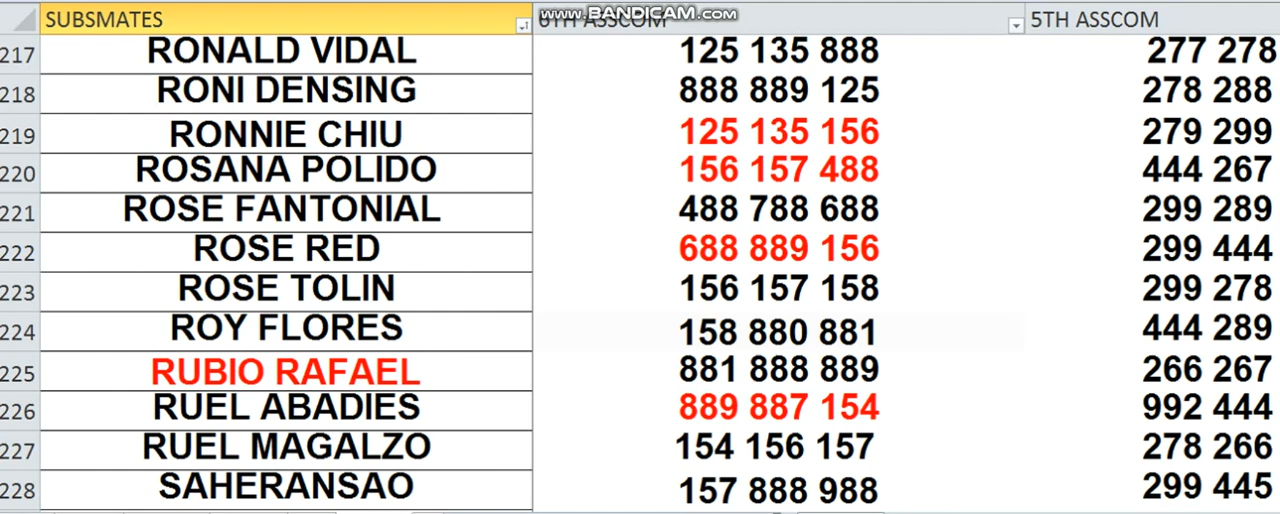 www.BANDICAM.com
SUBSMATES 6TH ASSCOM 5TH ASSCOM
217 RONALD VIDAL 125 135 888 277 278
218 RONI DENSING 888 889 125 278 288
219 RONNIE CHIU 125 135 156 279 299
220 ROSANA POLIDO 156 157 488 444 267
221 ROSE FANTONIAL 488 788 688 299 289
222 ROSE RED 688 889 156 299 444
223 ROSE TOLIN 156 157 158 299 278
224 ROY FLORES 158 880 881 444 289
225 RUBIO RAFAEL 881 888 889 266 267
226 RUEL ABADIES 889 887 154 992 444
227 RUEL MAGALZO 154 156 157 278 266
228 SAHERANSAO 157 888 988 299 445